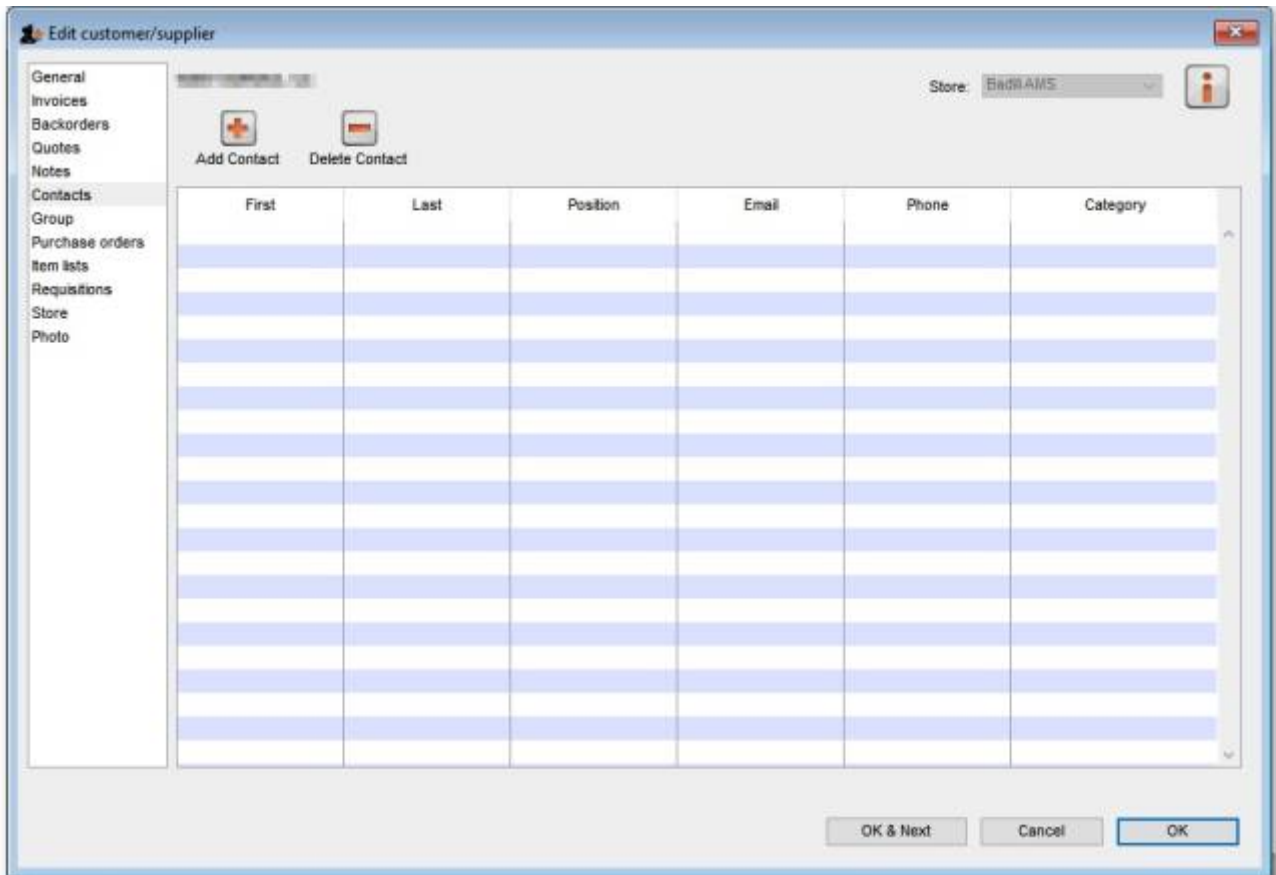 Edit customer/supplier
General
Invoices
Backorders
Quotes
Notes
Contacts
Group
Purchase orders
Item lists
Requisitions
Store
Photo
Store:
Add Contact Delete Contact
First Last Position Email Phone Category
OK & Next Cancel OK